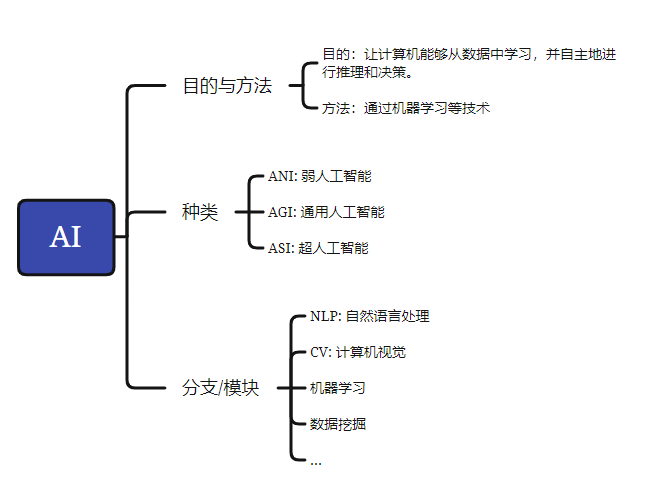 AI
目的与方法
目的：让计算机能够从数据中学习，并自主地进
行推理和决策。
方法：通过机器学习等技术
种类
ANI: 弱人工智能
AGI: 通用人工智能
ASI: 超人工智能
分支/模块
NLP: 自然语言处理
CV: 计算机视觉
机器学习
数据挖掘
...